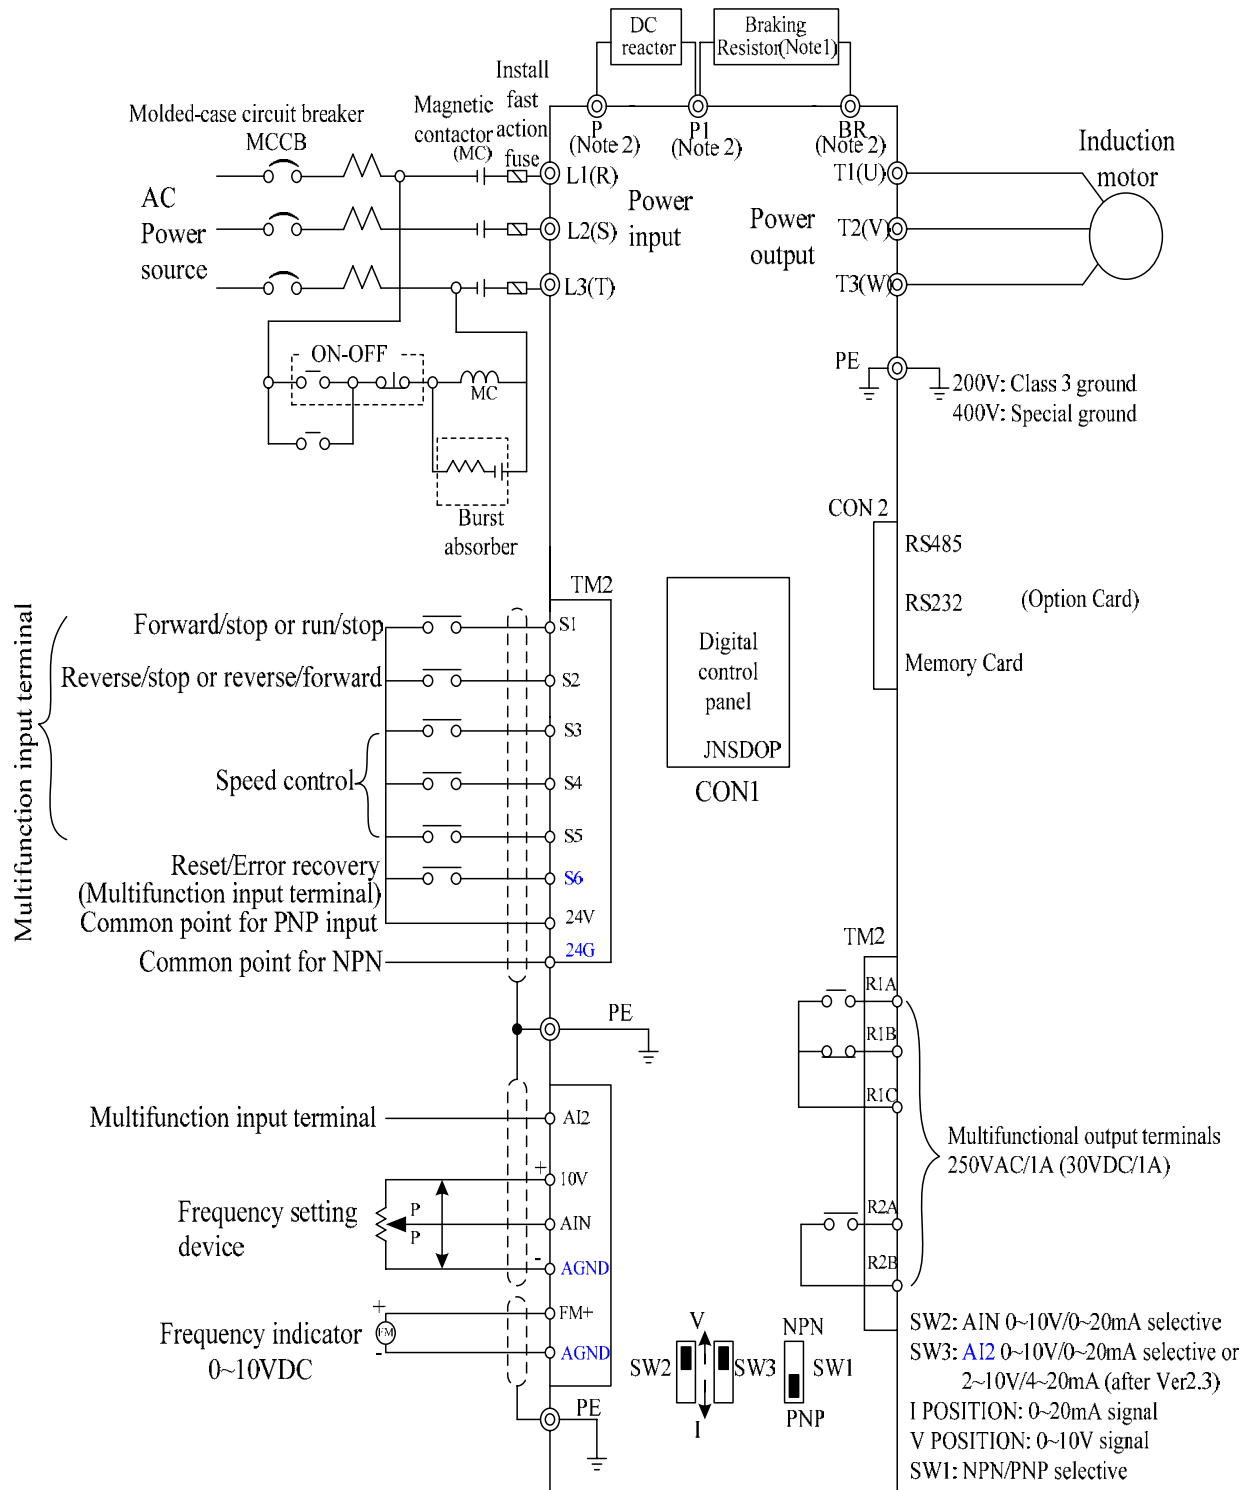 DC
reactor
Braking
Resistor(Note1)
Install
fast
action
fuse
Magnetic
contactor
(MC)
Molded-case circuit breaker
MCCB
P
(Note 2)
P1
(Note 2)
BR
(Note 2)
AC
Power
source
L1(R)
L2(S)
L3(T)
Power
input
Power
output
T1(U)
T2(V)
T3(W)
Induction
motor
ON-OFF
MC
Burst
absorber
PE
200V: Class 3 ground
400V: Special ground
CON 2
RS485
RS232
(Option Card)
Memory Card
TM2
Multifunction input terminal
Forward/stop or run/stop
S1
Reverse/stop or reverse/forward
S2
S3
Speed control
S4
S5
Reset/Error recovery
(Multifunction input terminal)
S6
Common point for PNP input
24V
Common point for NPN
24G
Digital
control
panel
JNSDOP
CON1
PE
TM2
R1A
R1B
R1C
R2A
R2B
Multifunctional output terminals
250VAC/1A (30VDC/1A)
Multifunction input terminal
AI2
+
10V
Frequency setting
device
P
P
AIN
-
AGND
+
FM+
Frequency indicator
0~10VDC
FM
-
AGND
PE
V
SW2
SW3
I
NPN
SW1
PNP
SW2: AIN 0~10V/0~20mA selective
SW3: AI2 0~10V/0~20mA selective or
2~10V/4~20mA (after Ver2.3)
I POSITION: 0~20mA signal
V POSITION: 0~10V signal
SW1: NPN/PNP selective